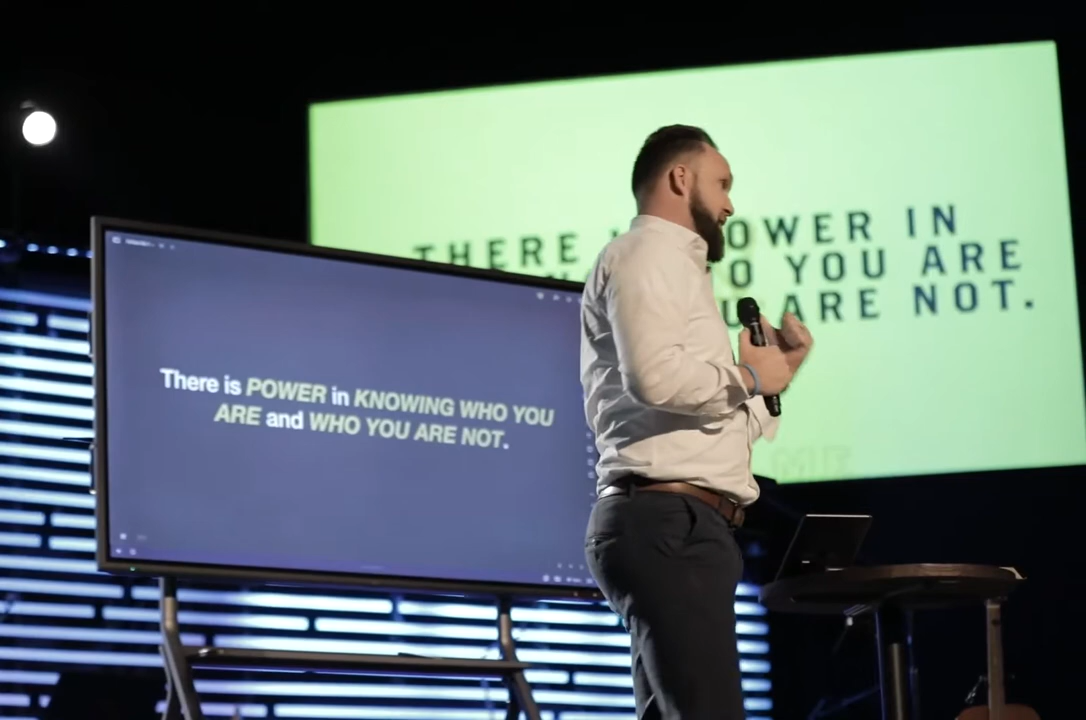 There is POWER in KNOWING WHO YOU
ARE and WHO YOU ARE NOT.
THERE OWER IN
YOU ARE
ARE NOT.
ME